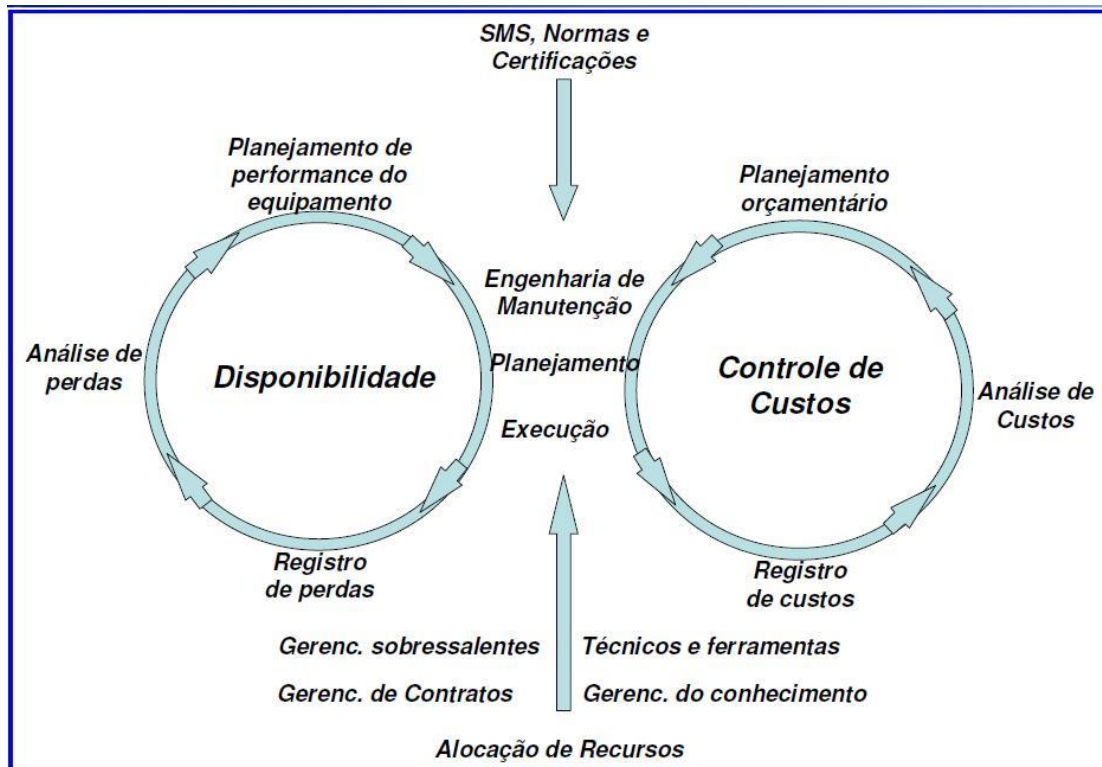 SMS, Normas e
Certificações
Planejamento de
performance do
equipamento
Planejamento
orçamentário
Engenharia de
Manutenção
Análise de
perdas
Disponibilidade
Planejamento
Controle de
Custos
Análise de
Custos
Execução
Registro
de perdas
Registro
de custos
Gerenc. sobressalentes
Técnicos e ferramentas
Gerenc. de Contratos
Gerenc. do conhecimento
Alocação de Recursos